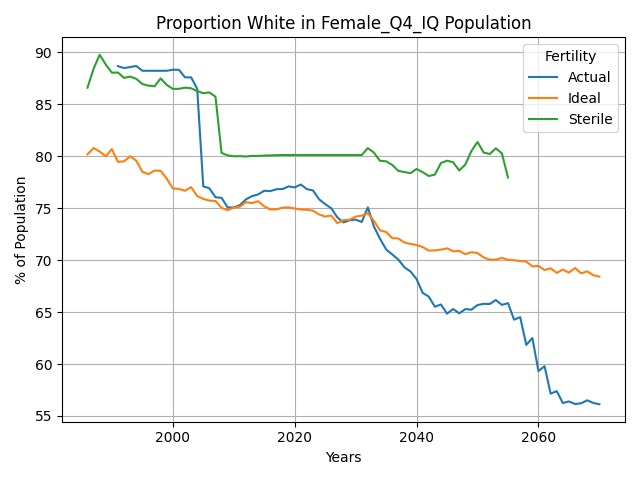 Proportion White in Female_Q4_IQ Population
% of Population
90
85
80
75
70
65
60
55
Fertility
Actual
Ideal
Sterile
2000
2020
2040
2060
Years